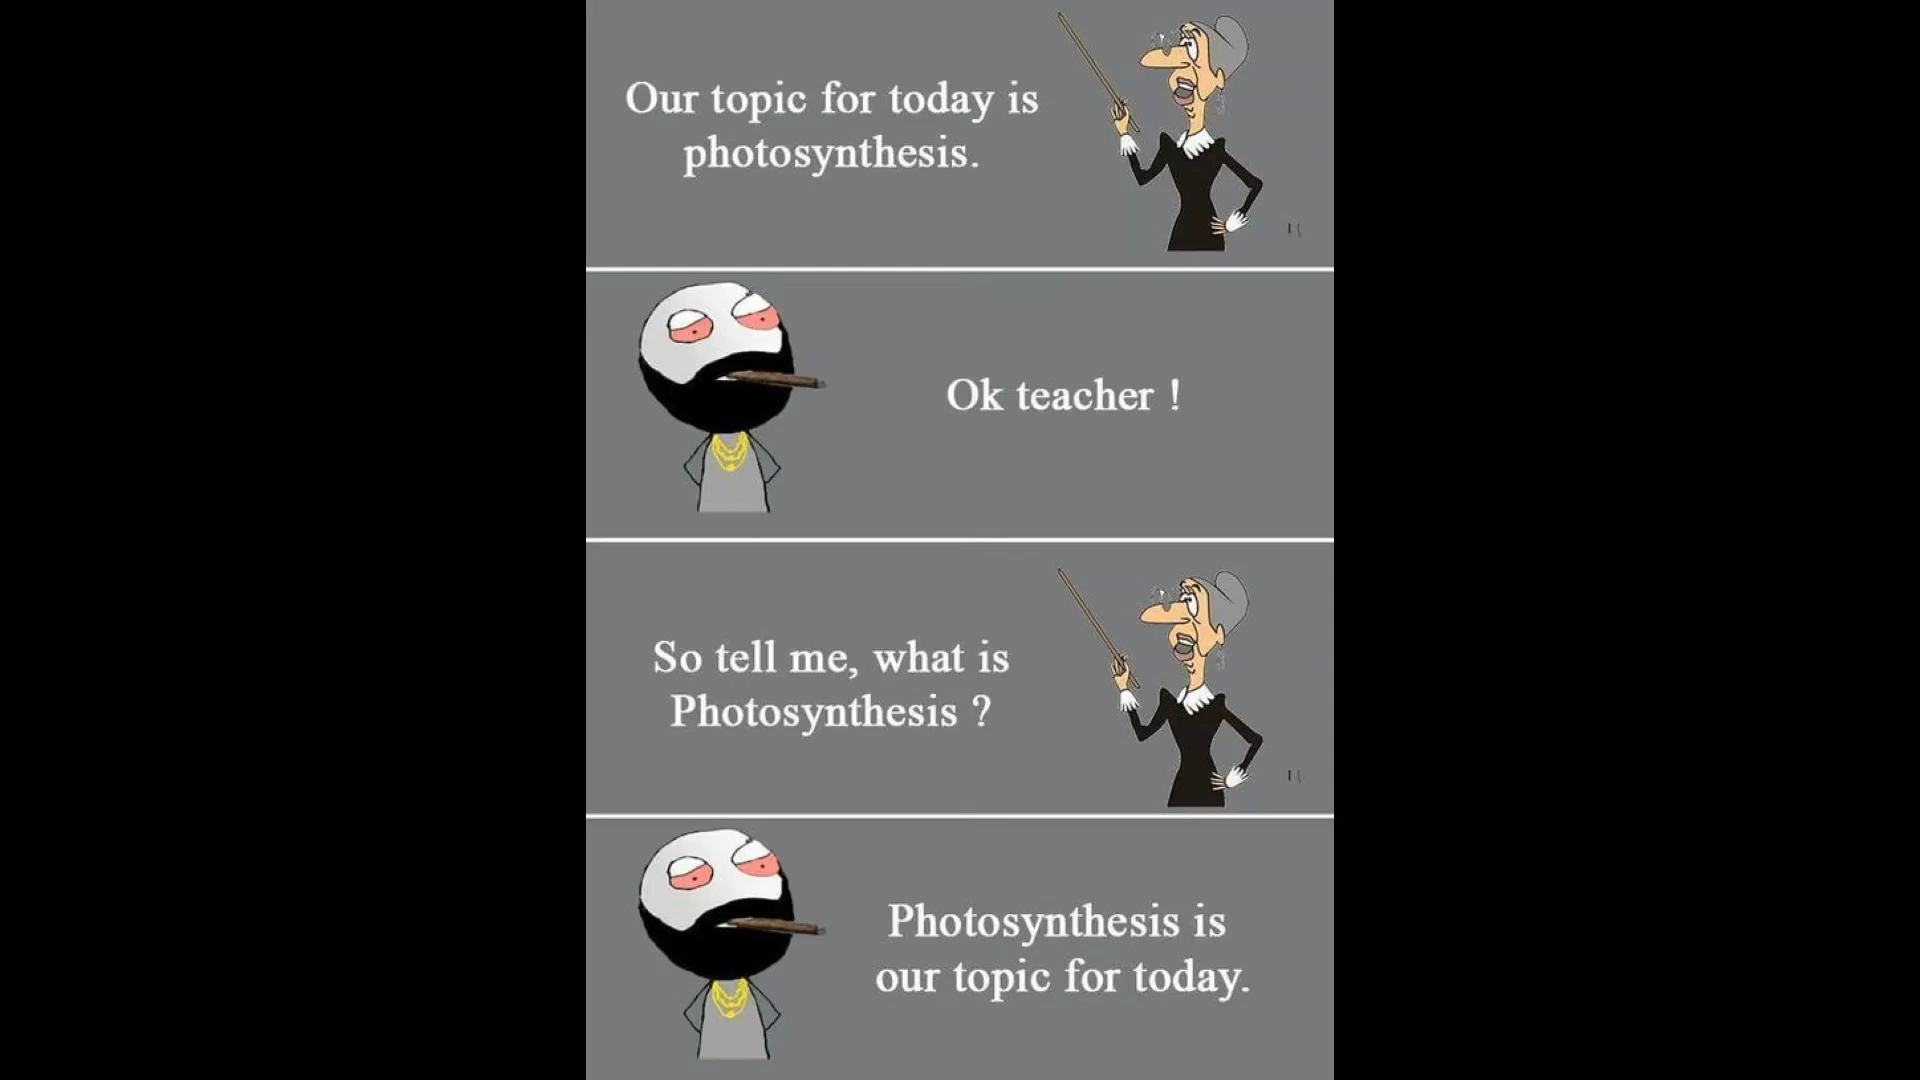 Our topic for today is
photosynthesis.
Ok teacher !
So tell me, what is
Photosynthesis ?
Photosynthesis is
our topic for today.